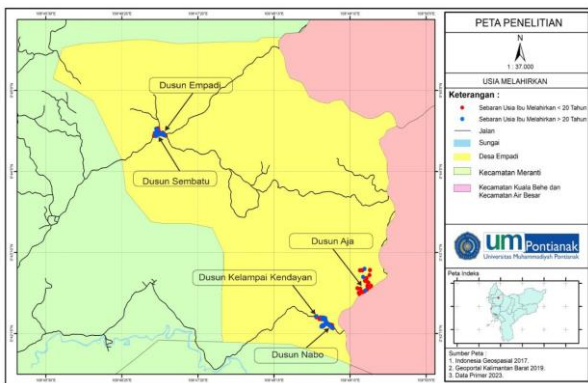 PETA PENELITIAN
N
1 : 37.000
USIA MELAHIRKAN
Keterangan :
Sebaran Usia Ibu Melahirkan < 20 Tahun
Sebaran Usia Ibu Melahirkan > 20 Tahun
Jalan
Sungai
Desa Empadi
Kecamatan Meranti
Kecamatan Kuala Behe dan
Kecamatan Air Besar
um Pontianak
Universitas Muhammadiyah Pontianak
Peta Indeks
Sumber Peta :
1. Indonesia Geospasial 2017.
2. Geoportal Kalimantan Barat 2019.
3. Data Primer 2023.
Dusun Empadi
Dusun Sembatu
Dusun Aja
Dusun Kelampai Kendayan
Dusun Nabo